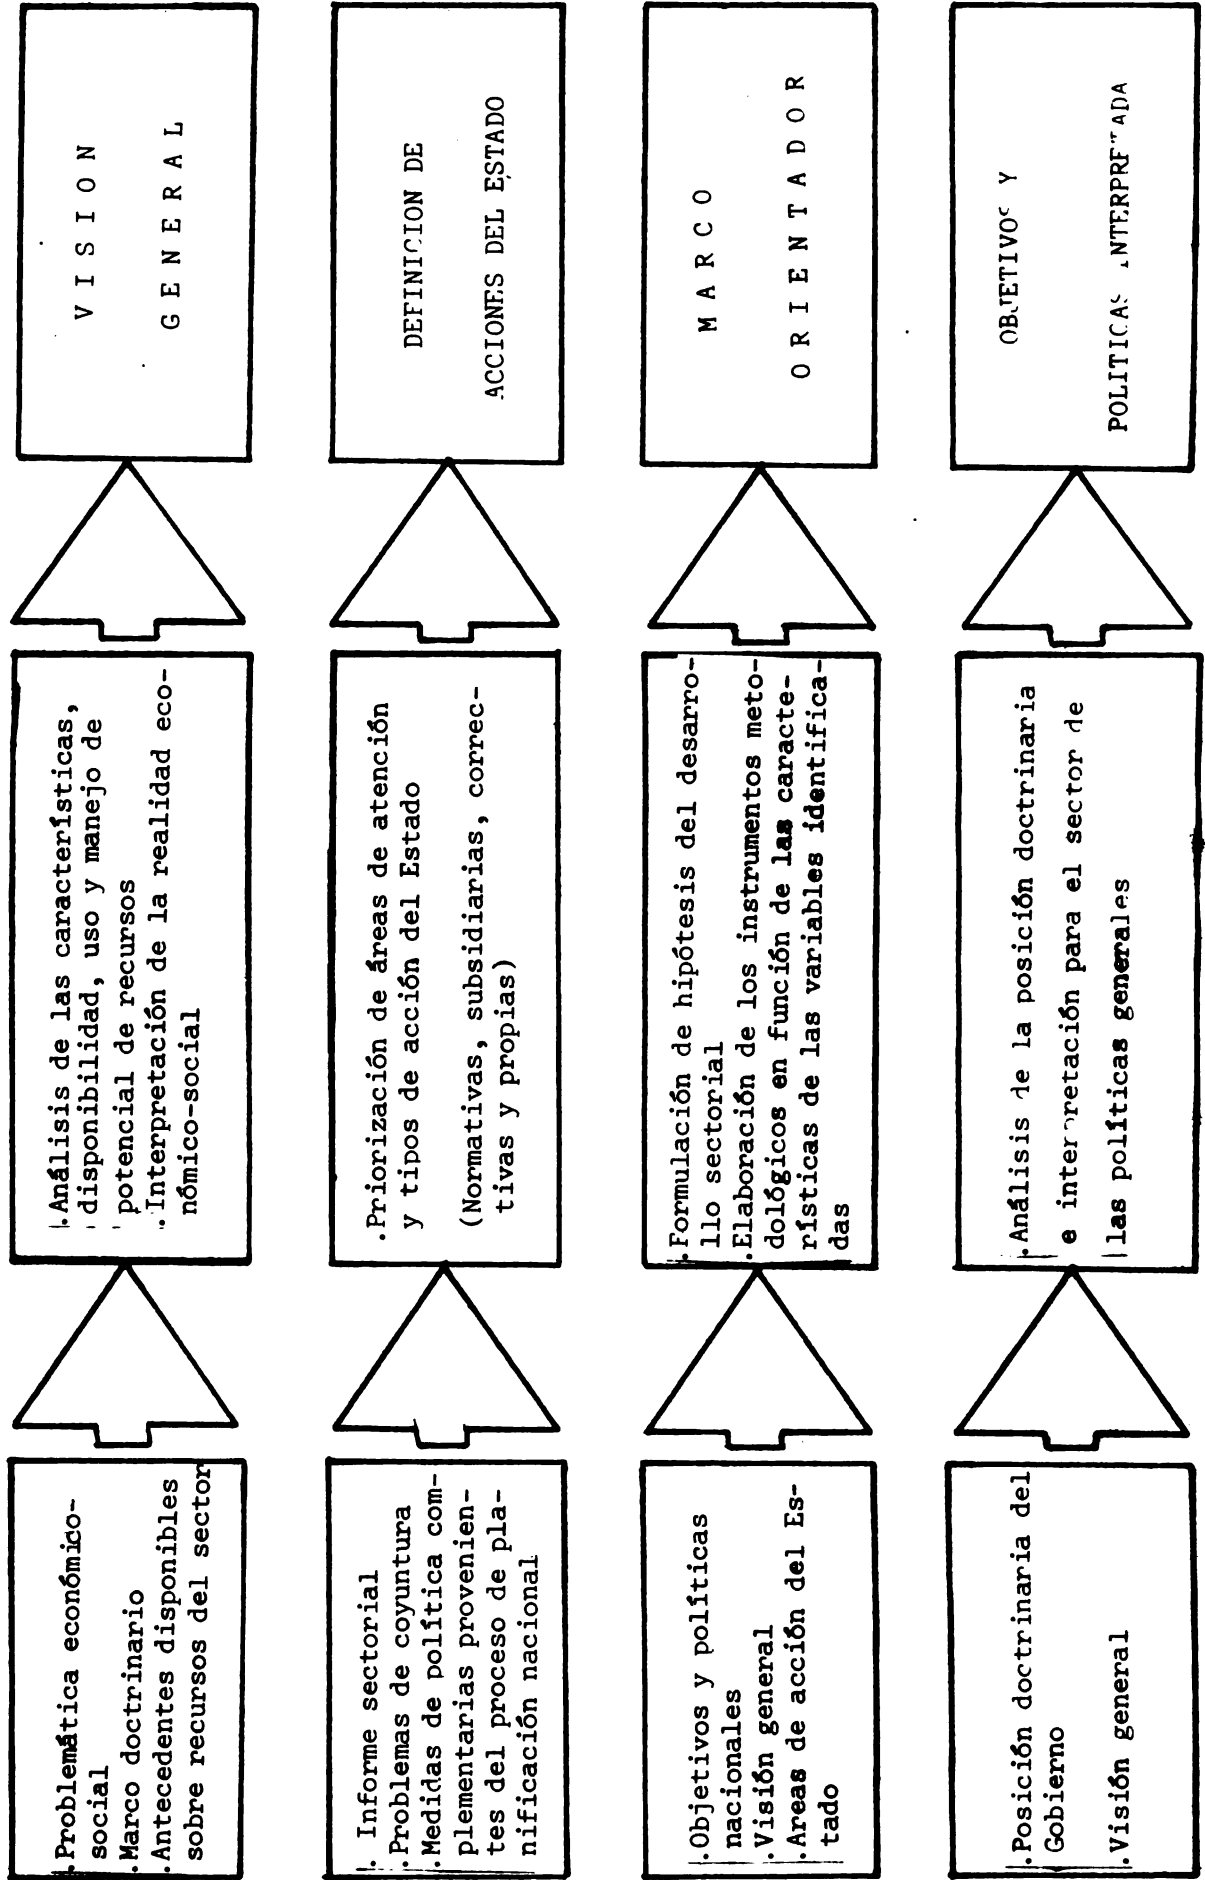 .Problemática económico-
social
.Marco doctrinario
.Antecedentes disponibles
sobre recursos del sector
.Análisis de las características,
disponibilidad, uso y manejo de
potencial de recursos
.Interpretación de la realidad eco-
nómico-social
V I S I O N
G E N E R A L
. Informe sectorial
.Problemas de coyuntura
.Medidas de política com-
plementarias provenien-
tes del proceso de pla-
nificación nacional
.Priorización de áreas de atención
y tipos de acción del Estado
(Normativas, subsidiarias, correc-
tivas y propias)
DEFINICION DE
ACCIONES DEL ESTADO
.Objetivos y políticas
nacionales
.Visión general
.Areas de acción del Es-
tado
.Formulación de hipótesis del desarro-
llo sectorial
.Elaboración de los instrumentos meto-
dológicos en función de las caracte-
rísticas de las variables identifica-
das
M A R C O
O R I E N T A D O R
.Posición doctrinaria del
Gobierno
.Visión general
.Análisis de la posición doctrinaria
e interpretación para el sector de
las políticas generales
OBJETIVOS Y
POLITICAS INTERPRETADA